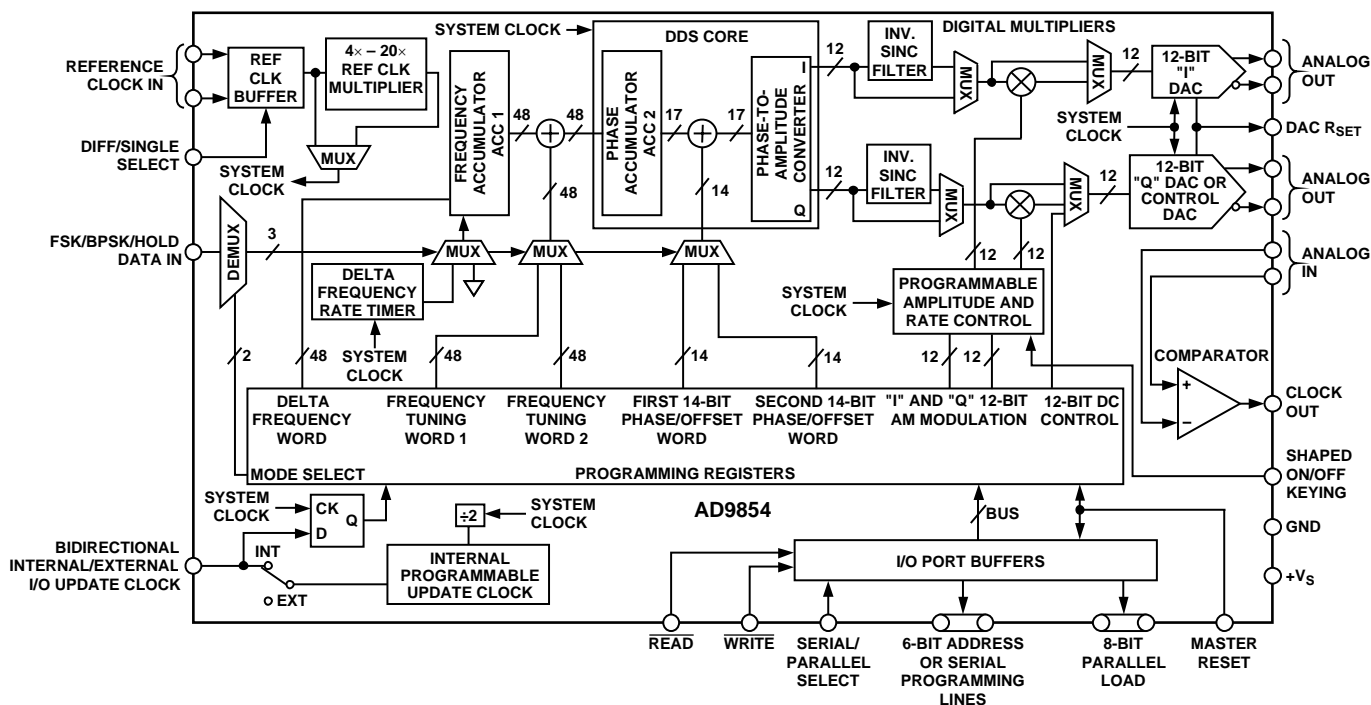 SYSTEM CLOCK
DDS CORE
DIGITAL MULTIPLIERS
REFERENCE
CLOCK IN
REF
CLK
BUFFER
4× – 20×
REF CLK
MULTIPLIER
FREQUENCY
ACCUMULATOR
ACC 1
48
48
PHASE
ACCUMULATOR
ACC 2
17
17
PHASE-TO-
AMPLITUDE
CONVERTER
I
Q
12
INV.
SINC
FILTER
MUX
MUX
12
12-BIT
"I"
DAC
ANALOG
OUT
DIFF/SINGLE
SELECT
MUX
SYSTEM
CLOCK
SYSTEM
CLOCK
DAC RSET
48
14
12
INV.
SINC
FILTER
MUX
MUX
12
12-BIT
"Q" DAC OR
CONTROL
DAC
ANALOG
OUT
FSK/BPSK/HOLD
DATA IN
DEMUX
3
MUX
MUX
MUX
12
12
ANALOG
IN
DELTA
FREQUENCY
RATE TIMER
SYSTEM
CLOCK
PROGRAMMABLE
AMPLITUDE AND
RATE CONTROL
SYSTEM
CLOCK
2
48
48
48
14
14
12
12
COMPARATOR
+
–
CLOCK
OUT
DELTA
FREQUENCY
WORD
FREQUENCY
TUNING
WORD 1
FREQUENCY
TUNING
WORD 2
FIRST 14-BIT
PHASE/OFFSET
WORD
SECOND 14-BIT
PHASE/OFFSET
WORD
"I" AND "Q" 12-BIT
AM MODULATION
12-BIT DC
CONTROL
MODE SELECT
PROGRAMMING REGISTERS
SHAPED
ON/OFF
KEYING
SYSTEM
CLOCK
CK
Q
D
÷2
SYSTEM
CLOCK
AD9854
BUS
GND
BIDIRECTIONAL
INTERNAL/EXTERNAL
I/O UPDATE CLOCK
INT
EXT
INTERNAL
PROGRAMMABLE
UPDATE CLOCK
I/O PORT BUFFERS
+VS
READ
WRITE
SERIAL/
PARALLEL
SELECT
6-BIT ADDRESS
OR SERIAL
PROGRAMMING
LINES
8-BIT
PARALLEL
LOAD
MASTER
RESET